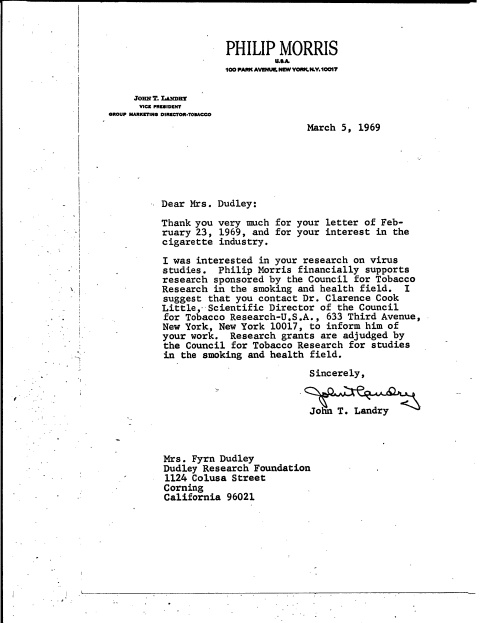 PHILIP MORRIS
U.S.A.
100 PARK AVENUE, NEW YORK, N.Y. 10017
JOHN T. LANDRY
VICE PRESIDENT
GROUP MARKETING DIRECTOR-TOBACCO
March 5, 1969
Dear Mrs. Dudley:
Thank you very much for your letter of Feb-
ruary 23, 1969, and for your interest in the
cigarette industry.
I was interested in your research on virus
studies. Philip Morris financially supports
research sponsored by the Council for Tobacco
Research in the smoking and health field. I
suggest that you contact Dr. Clarence Cook
Little, Scientific Director of the Council
for Tobacco Research-U.S.A., 633 Third Avenue,
New York, New York 10017, to inform him of
your work. Research grants are adjudged by
the Council for Tobacco Research for studies
in the smoking and health field.
Sincerely,
John T Landry
John T. Landry
Mrs. Fyrn Dudley
Dudley Research Foundation
1124 Colusa Street
Corning
California 96021